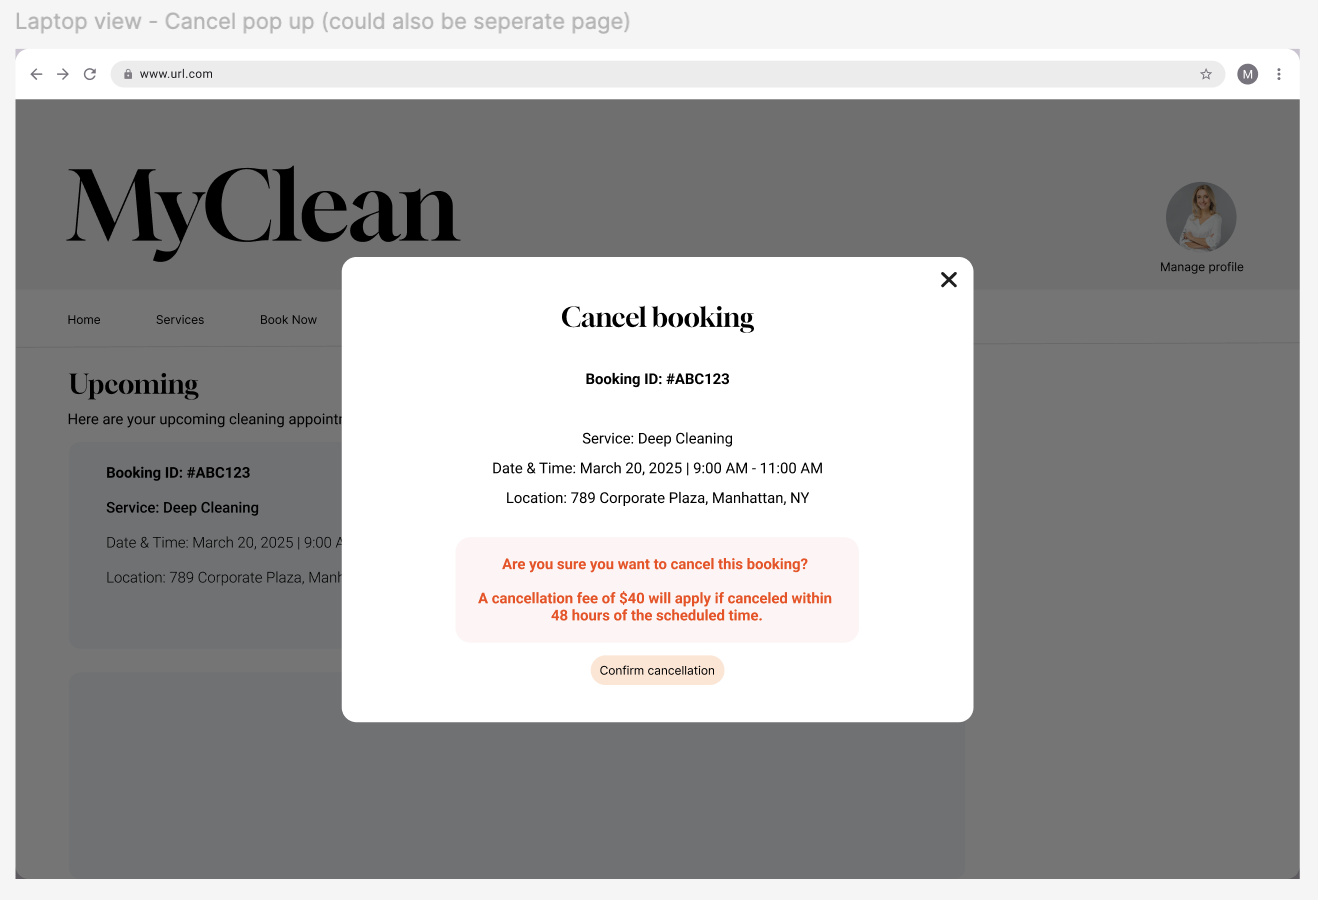 Laptop view - Cancel pop up (could also be seperate page)
www.url.com
M
MyClean
Manage profile
Home
Services
Book Now
Upcoming
Here are your upcoming cleaning appoint
Booking ID: #ABC123
Service: Deep Cleaning
Date & Time: March 20, 2025 | 9:00 A
Location: 789 Corporate Plaza, Manh
Cancel booking
Booking ID: #ABC123
Service: Deep Cleaning
Date & Time: March 20, 2025 | 9:00 AM - 11:00 AM
Location: 789 Corporate Plaza, Manhattan, NY
Are you sure you want to cancel this booking?
A cancellation fee of $40 will apply if canceled within
48 hours of the scheduled time.
Confirm cancellation